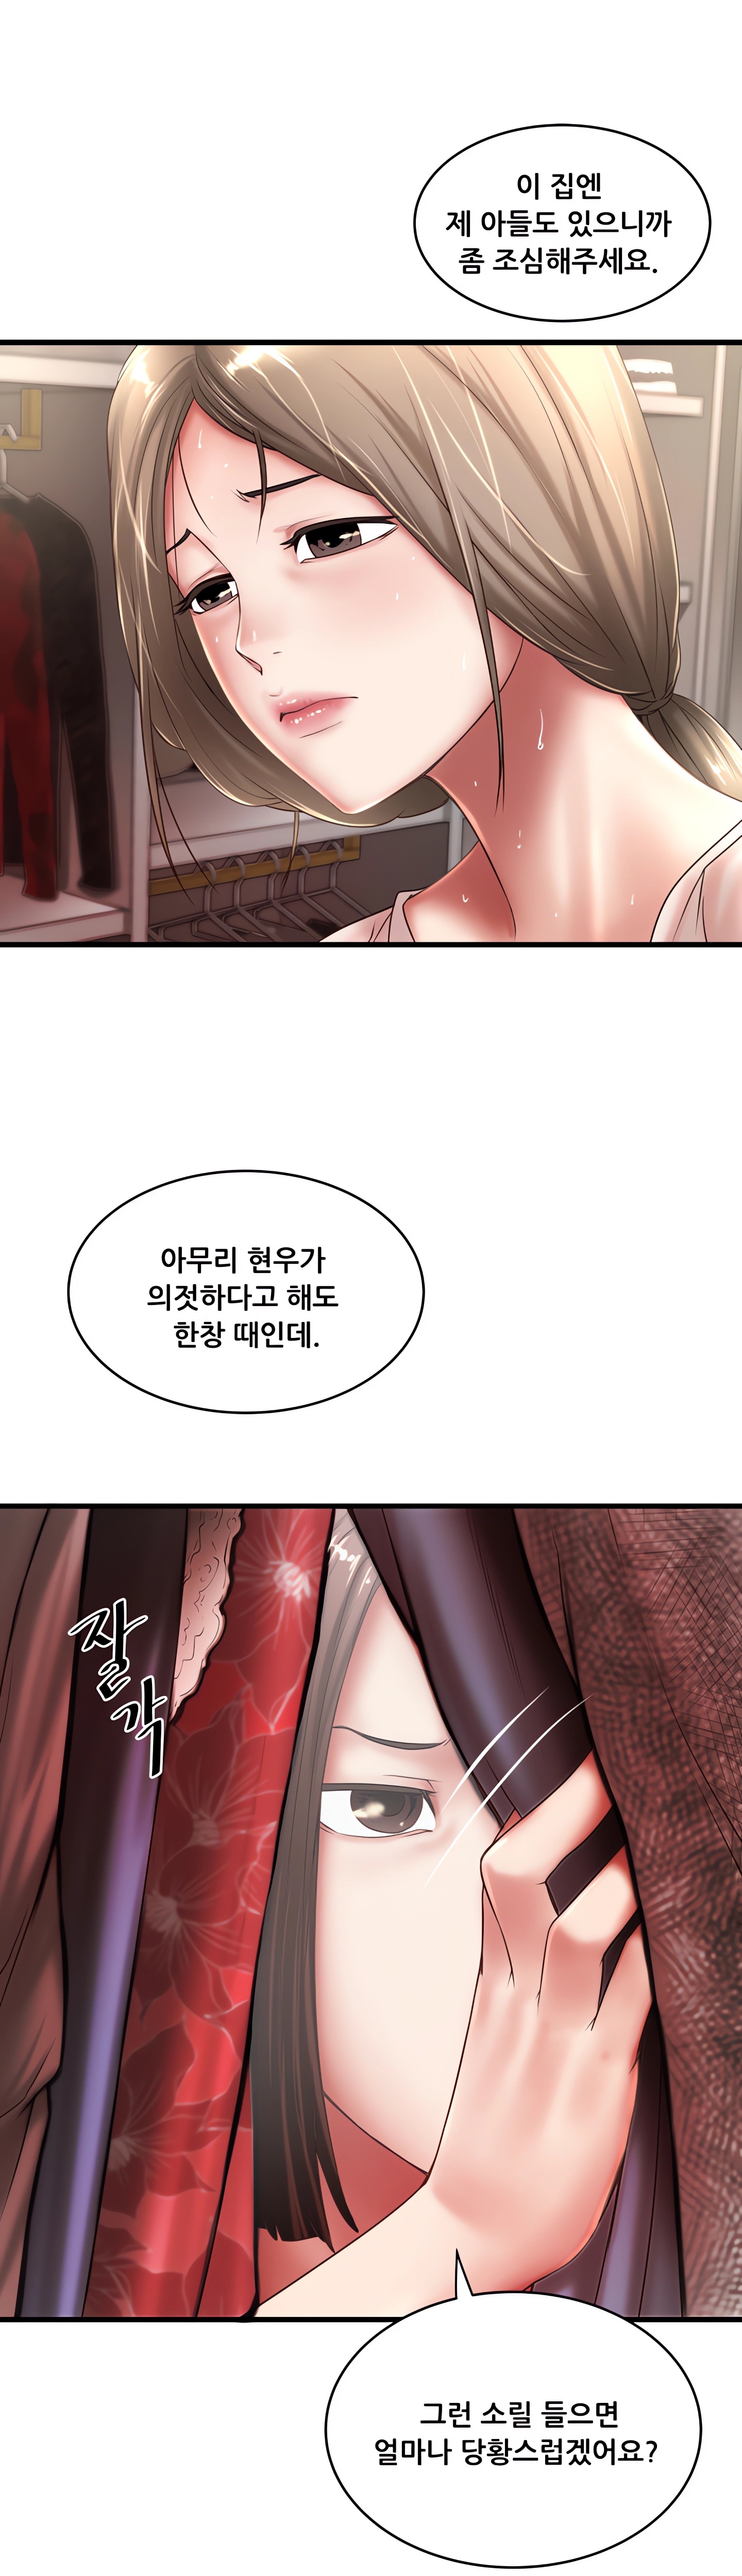 이 집엔
제 아들도 있으니까
좀 조심해주세요.
아무리 현우가
의젓하다고 해도
한창 때인데.
잘각
그런 소릴 들으면
얼마나 당황스럽겠어요?